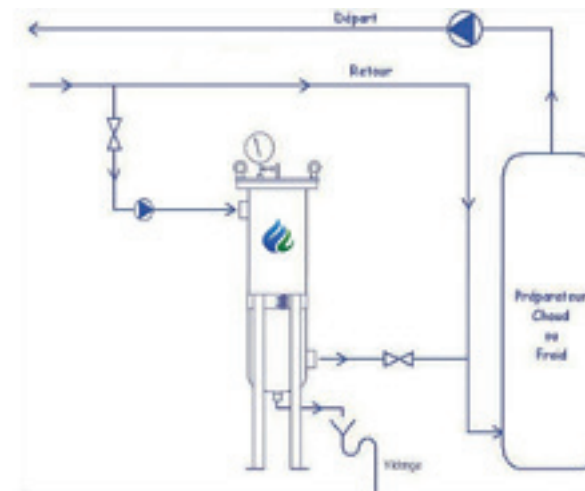 Départ
Retour
Préparateur
Chaud
ou
Froid
Vidange